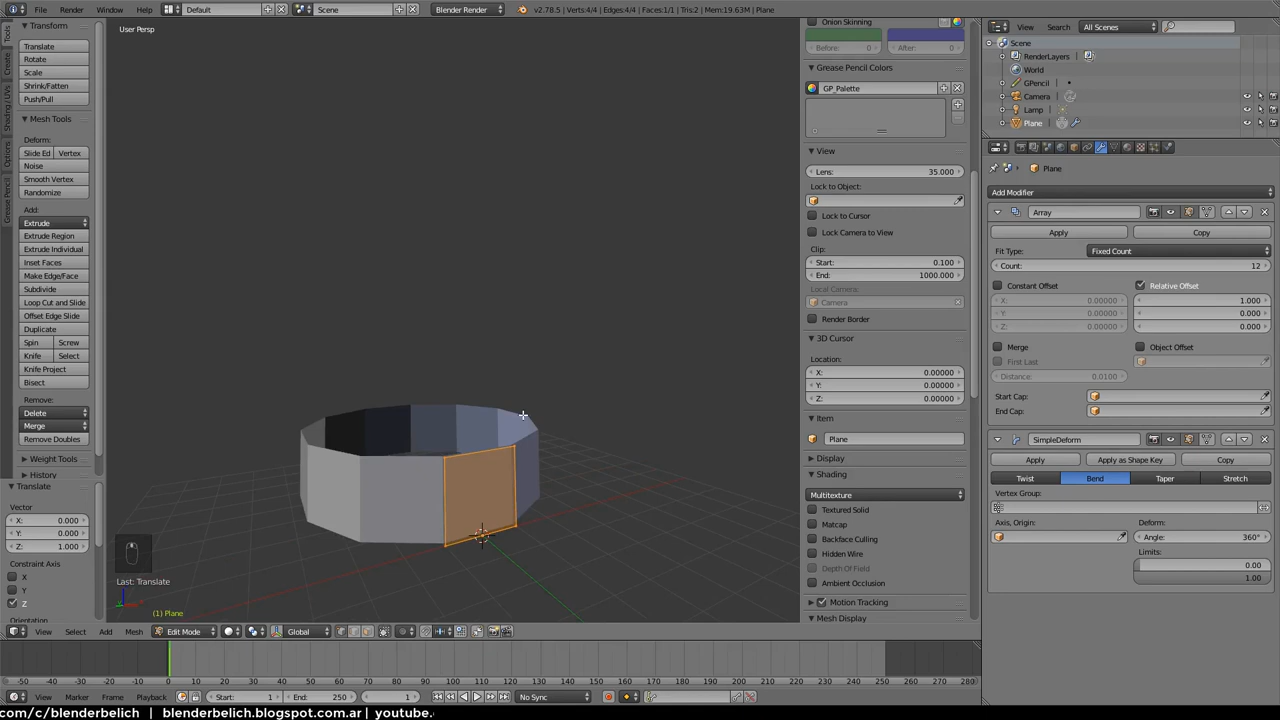 File Render Window Help Default Scene Blender Render v2.78.5 | Verts:4/4 | Edges:4/4 | Faces:1/1 | Tris:2 | Mem:19.63M | Plane
Tools
Create
Shading / UVs
Options
Grease Pencil
Transform
Translate
Rotate
Scale
Shrink/Fatten
Push/Pull
Mesh Tools
Deform:
Slide Ed Vertex
Noise
Smooth Vertex
Randomize
Add:
Extrude
Extrude Region
Extrude Individual
Inset Faces
Make Edge/Face
Subdivide
Loop Cut and Slide
Offset Edge Slide
Duplicate
Spin Screw
Knife Select
Knife Project
Bisect
Remove:
Delete
Merge
Remove Doubles
Weight Tools
History
Translate
Vector
X: 0.000
Y: 0.000
Z: 1.000
Constraint Axis
X
Y
Z
Orientation
User Persp
Last: Translate
(1) Plane
Onion Skinning
Before: 0 After: 0
Grease Pencil Colors
GP_Palette
View
Lens: 35.000
Lock to Object:
Lock to Cursor
Lock Camera to View
Clip:
Start: 0.100
End: 1000.000
Local Camera:
Camera
Render Border
3D Cursor
Location:
X: 0.00000
Y: 0.00000
Z: 0.00000
Item
Plane
Display
Shading
Multitexture
Textured Solid
Matcap
Backface Culling
Hidden Wire
Depth Of Field
Ambient Occlusion
Motion Tracking
Mesh Display
View Search All Scenes
Scene
RenderLayers
World
GPencil
Camera
Lamp
Plane
Plane
Add Modifier
Array
Apply Copy
Fit Type: Fixed Count
Count: 12
Constant Offset Relative Offset
X: 0.00000 1.000
Y: 0.00000 0.000
Z: 0.00000 0.000
Merge Object Offset
First Last
Distance: 0.0100
Start Cap:
End Cap:
SimpleDeform
Apply Apply as Shape Key Copy
Twist Bend Taper Stretch
Vertex Group:
Axis, Origin: Deform:
Angle: 360°
Limits:
0.00
1.00
View Select Add Mesh Edit Mode Global
-50 -40 -30 -20 -10 0 10 20 30 40 50 60 70 80 90 100 110 120 130 140 150 160 170 180 190 200 210 220 230 240 250 260 270 280
View Marker Frame Playback Start: 1 End: 250 1 No Sync
com/c/blenderbelich | blenderbelich.blogspot.com.ar | youtube.